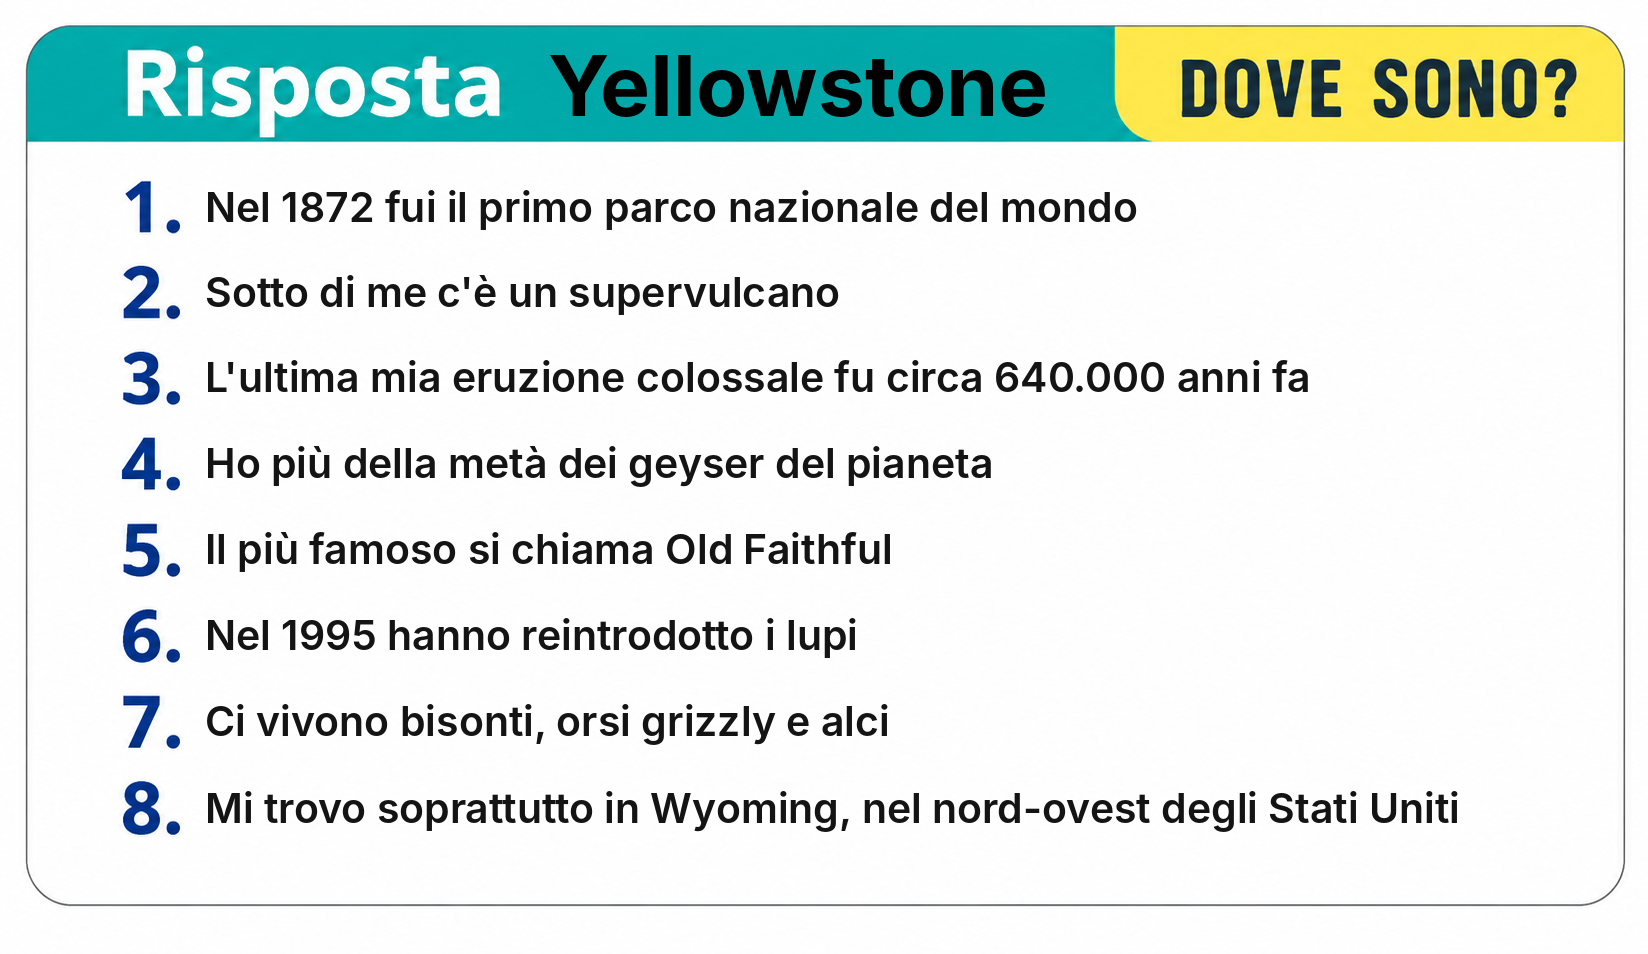 Risposta Yellowstone DOVE SONO?
1. Nel 1872 fui il primo parco nazionale del mondo
2. Sotto di me c'è un supervulcano
3. L'ultima mia eruzione colossale fu circa 640.000 anni fa
4. Ho più della metà dei geyser del pianeta
5. Il più famoso si chiama Old Faithful
6. Nel 1995 hanno reintrodotto i lupi
7. Ci vivono bisonti, orsi grizzly e alci
8. Mi trovo soprattutto in Wyoming, nel nord-ovest degli Stati Uniti